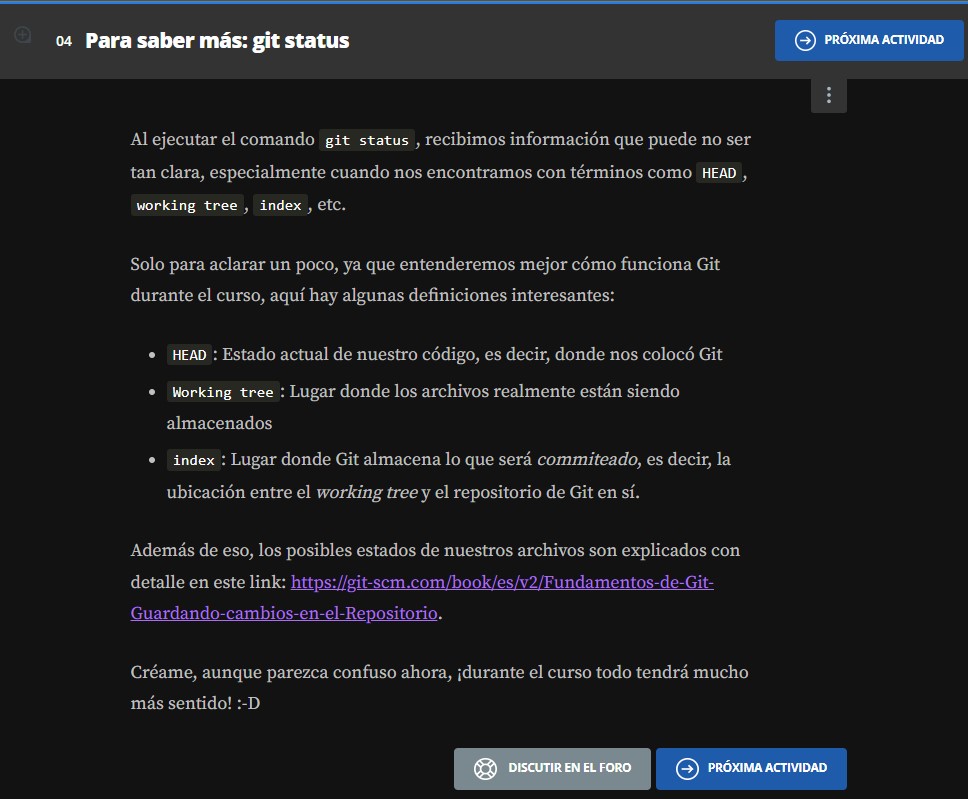 04 Para saber más: git status
PRÓXIMA ACTIVIDAD
Al ejecutar el comando git status, recibimos información que puede no ser
tan clara, especialmente cuando nos encontramos con términos como HEAD,
working tree, index, etc.
Solo para aclarar un poco, ya que entenderemos mejor cómo funciona Git
durante el curso, aquí hay algunas definiciones interesantes:
• HEAD: Estado actual de nuestro código, es decir, donde nos colocó Git
• Working tree: Lugar donde los archivos realmente están siendo
almacenados
• index: Lugar donde Git almacena lo que será commiteado, es decir, la
ubicación entre el working tree y el repositorio de Git en sí.
Además de eso, los posibles estados de nuestros archivos son explicados con
detalle en este link: https://git-scm.com/book/es/v2/Fundamentos-de-Git-
Guardando-cambios-en-el-Repositorio.
Créame, aunque parezca confuso ahora, ¡durante el curso todo tendrá mucho
más sentido! :-D
DISCUTIR EN EL FORO
PRÓXIMA ACTIVIDAD